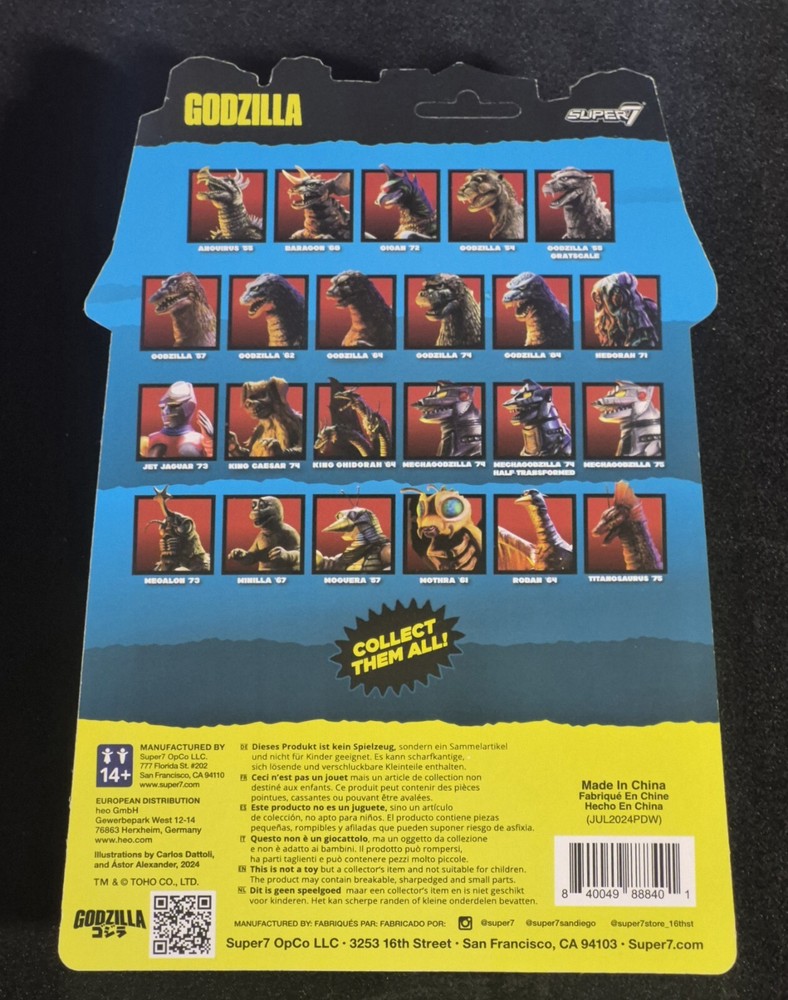 GODZILLA
SUPER7
ANGUIRUS '55
BARAGON '68
GIGAN '72
GODZILLA '54
GODZILLA '55
GRAYSCALE
GODZILLA '57
GODZILLA '62
GODZILLA '64
GODZILLA '74
GODZILLA '84
HEDORAH '71
JET JAGUAR '73
KING CAESAR '74
KING GHIDORAH '64
MECHAGODZILLA '74
MECHAGODZILLA '74
HALF TRANSFORMED
MECHAGODZILLA '75
MEGALON '73
MINILLA '67
MOGUERA '57
MOTHRA '61
RODAN '64
TITANOSAURUS '75
COLLECT
THEM ALL!
14+
MANUFACTURED BY
Super7 OpCo LLC.
777 Florida St. #202
San Francisco, CA 94110
www.super7.com
EUROPEAN DISTRIBUTION
heo GmbH
Gewerbepark West 12-14
76863 Herxheim, Germany
www.heo.com
Illustrations by Carlos Dattoli,
and Ástor Alexander, 2024
TM & © TOHO CO., LTD.
GODZILLA
ゴジラ
DE Dieses Produkt ist kein Spielzeug, sondern ein Sammelartikel
und nicht für Kinder geeignet. Es kann scharfkantige,
sich lösende und verschluckbare Kleinteile enthalten.
FR Ceci n'est pas un jouet mais un article de collection non
destiné aux enfants. Ce produit peut contenir des pièces
pointues, cassantes ou pouvant être avalées.
ES Este producto no es un juguete, sino un artículo
de colección, no apto para niños. El producto contiene piezas
pequeñas, rompibles y afiladas que pueden suponer riesgo de asfixia.
IT Questo non è un giocattolo, ma un oggetto da collezione
e non è adatto ai bambini. Il prodotto può rompersi,
ha parti taglienti e può contenere pezzi molto piccole.
EN This is not a toy but a collector's item and not suitable for children.
The product may contain breakable, sharpedged and small parts.
NL Dit is geen speelgoed maar een collector's item en is niet geschikt
voor kinderen. Het kan scherpe randen of kleine onderdelen bevatten.
Made In China
Fabriqué En Chine
Hecho En China
(JUL2024PDW)
8 40049 88840 1
MANUFACTURED BY: FABRIQUÉS PAR: FABRICADO POR:
@super7 @super7sandiego @super7store_16thst
Super7 OpCo LLC • 3253 16th Street • San Francisco, CA 94103 • Super7.com